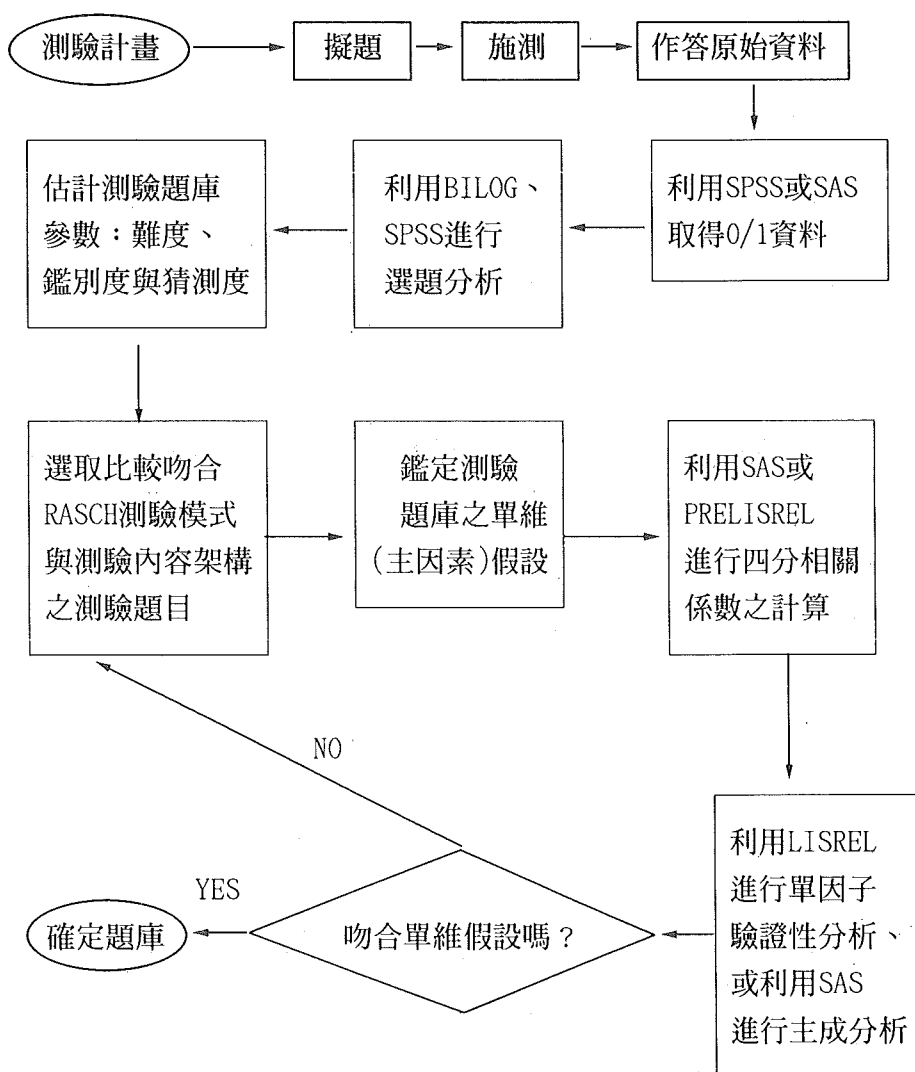 測驗計畫
擬題
施測
作答原始資料
利用SPSS或SAS
取得0/1資料
利用BILOG、
SPSS進行
選題分析
估計測驗題庫
參數：難度、
鑑別度與猜測度
選取比較吻合
RASCH測驗模式
與測驗內容架構
之測驗題目
鑑定測驗
題庫之單維
(主因素)假設
利用SAS或
PRELISREL
進行四分相關
係數之計算
利用LISREL
進行單因子
驗證性分析、
或利用SAS
進行主成分析
吻合單維假設嗎？
NO
YES
確定題庫